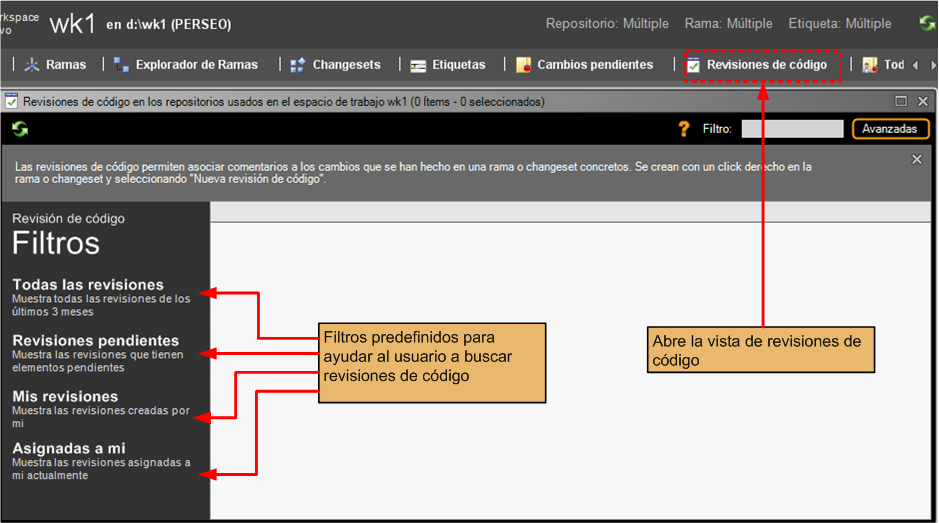 rkspace
vo
wk1 en d:\wk1 (PERSEO)
Repositorio: Múltiple Rama: Múltiple Etiqueta: Múltiple
Ramas Explorador de Ramas Changesets Etiquetas Cambios pendientes Revisiones de código Tod
Revisiones de código en los repositorios usados en el espacio de trabajo wk1 (0 Ítems - 0 seleccionados)
? Filtro: Avanzadas
Las revisiones de código permiten asociar comentarios a los cambios que se han hecho en una rama o changeset concretos. Se crean con un click derecho en la
rama o changeset y seleccionando "Nueva revisión de código".
Revisión de código
Filtros
Todas las revisiones
Muestra todas las revisiones de los
últimos 3 meses
Revisiones pendientes
Muestra las revisiones que tienen
elementos pendientes
Mis revisiones
Muestra las revisiones creadas por
mi
Asignadas a mi
Muestra las revisiones asignadas a
mi actualmente
Filtros predefinidos para
ayudar al usuario a buscar
revisiones de código
Abre la vista de revisiones de
código